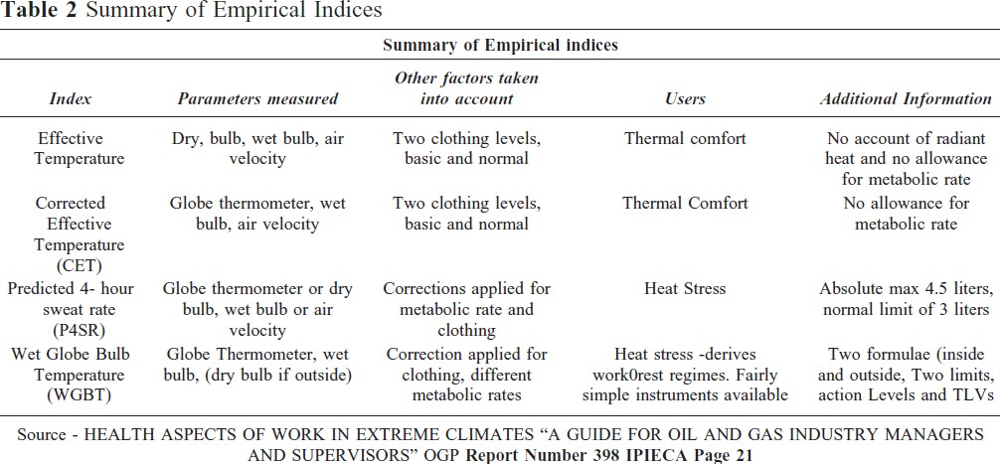 Table 2 Summary of Empirical Indices
Summary of Empirical indices
Index Parameters measured Other factors taken into account Users Additional Information
Effective Temperature
Dry, bulb, wet bulb, air velocity
Two clothing levels, basic and normal
Thermal comfort
No account of radiant heat and no allowance for metabolic rate
Corrected Effective Temperature (CET)
Globe thermometer, wet bulb, air velocity
Two clothing levels, basic and normal
Thermal Comfort
No allowance for metabolic rate
Predicted 4- hour sweat rate (P4SR)
Globe thermometer or dry bulb, wet bulb or air velocity
Corrections applied for metabolic rate and clothing
Heat Stress
Absolute max 4.5 liters, normal limit of 3 liters
Wet Globe Bulb Temperature (WGBT)
Globe Thermometer, wet bulb, (dry bulb if outside)
Correction applied for clothing, different metabolic rates
Heat stress -derives work0rest regimes. Fairly simple instruments available
Two formulae (inside and outside, Two limits, action Levels and TLVs
Source - HEALTH ASPECTS OF WORK IN EXTREME CLIMATES “A GUIDE FOR OIL AND GAS INDUSTRY MANAGERS
AND SUPERVISORS” OGP Report Number 398 IPIECA Page 21